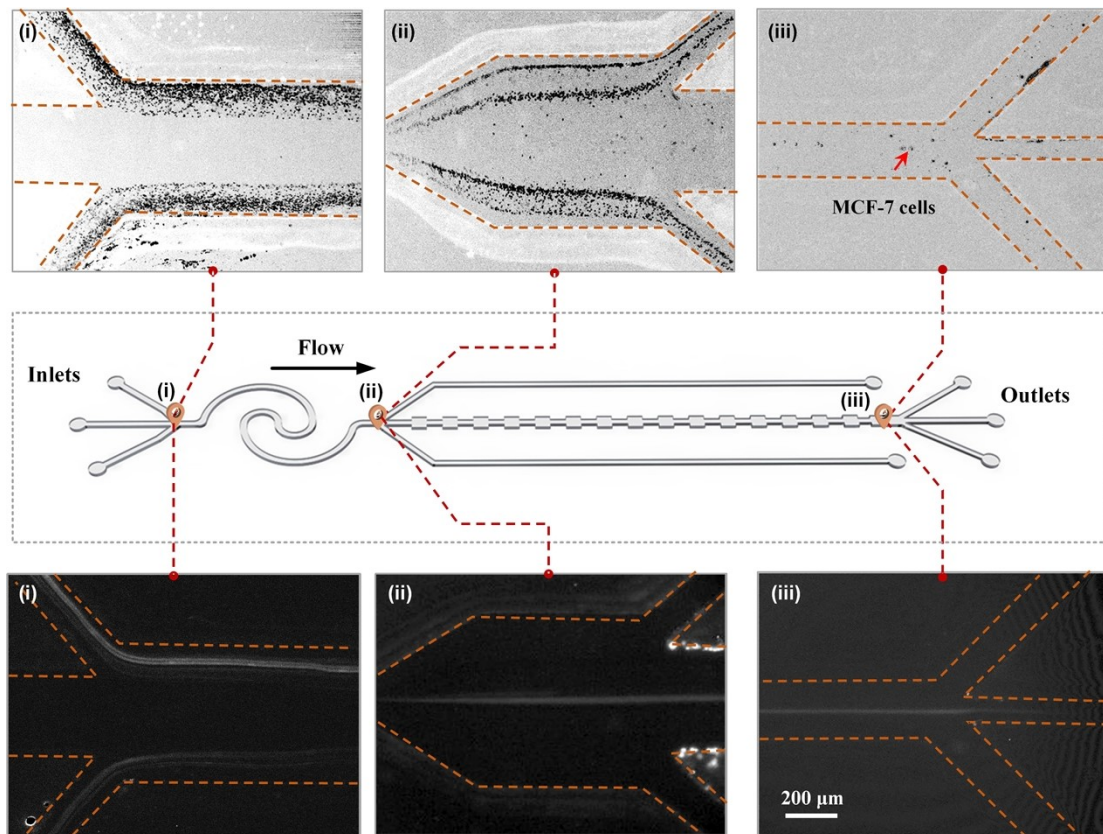 (i)
(ii)
(iii)
MCF-7 cells
Inlets
(i)
Flow
(ii)
(iii)
Outlets
(i)
(ii)
(iii)
200 μm